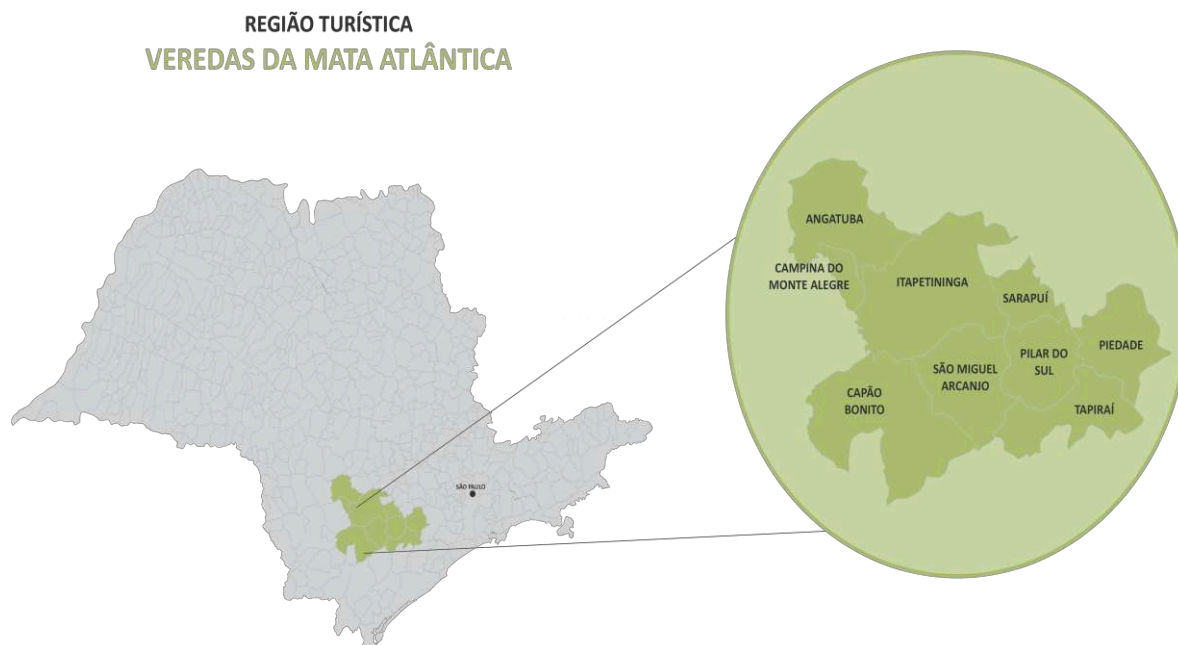 REGIÃO TURÍSTICA
VEREDAS DA MATA ATLÂNTICA
ANGATUBA
CAMPINA DO
MONTE ALEGRE
ITAPETININGA
SARAPUÍ
PIEDADE
PILAR DO
SUL
SÃO MIGUEL
ARCANJO
CAPÃO
BONITO
TAPIRAÍ
SÃO PAULO